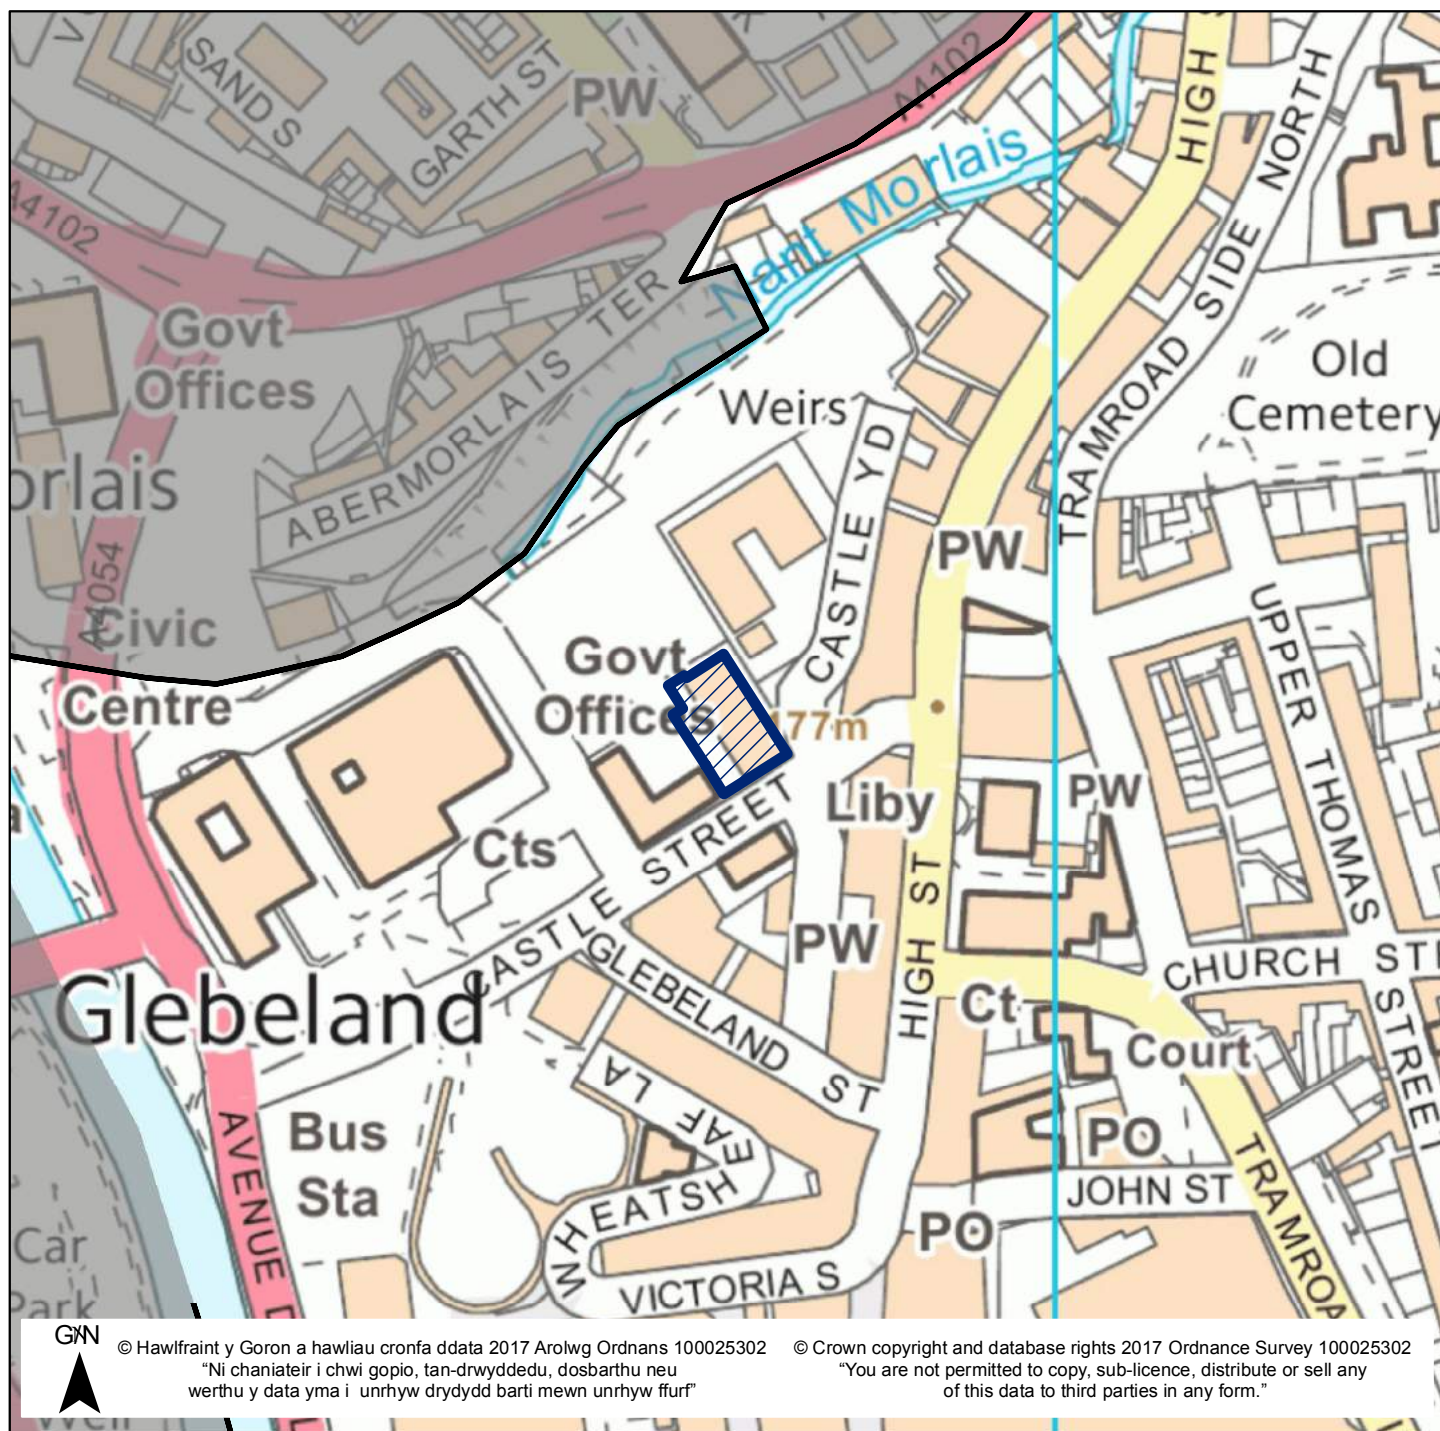 SAND S
GARTH ST
PW
A4102
HIGH
A4102
Nant Morlais
TRAMROAD SIDE NORTH
Govt
Offices
ABERMORLAIS TER
Old
Cemetery
Weirs
orlais
CASTLE YD
A4054
PW
Civic
Centre
Govt
Offices
177m
UPPER THOMAS STREET
Liby
PW
Cts
CASTLE STREET
PW
HIGH ST
CHURCH ST
Glebeland
GLEBELAND ST
Ct
Court
WHEATSHEAF LA
Bus
Sta
AVENUE D
PO
JOHN ST
PO
TRAMROA
VICTORIA S
Car
Park
G/N
© Hawlfraint y Goron a hawliau cronfa ddata 2017 Arolwg Ordnans 100025302
“Ni chaniateir i chwi gopio, tan-drwyddedu, dosbarthu neu
werthu y data yma i unrhyw drydydd barti mewn unrhyw ffurf”
© Crown copyright and database rights 2017 Ordnance Survey 100025302
“You are not permitted to copy, sub-licence, distribute or sell any
of this data to third parties in any form.”